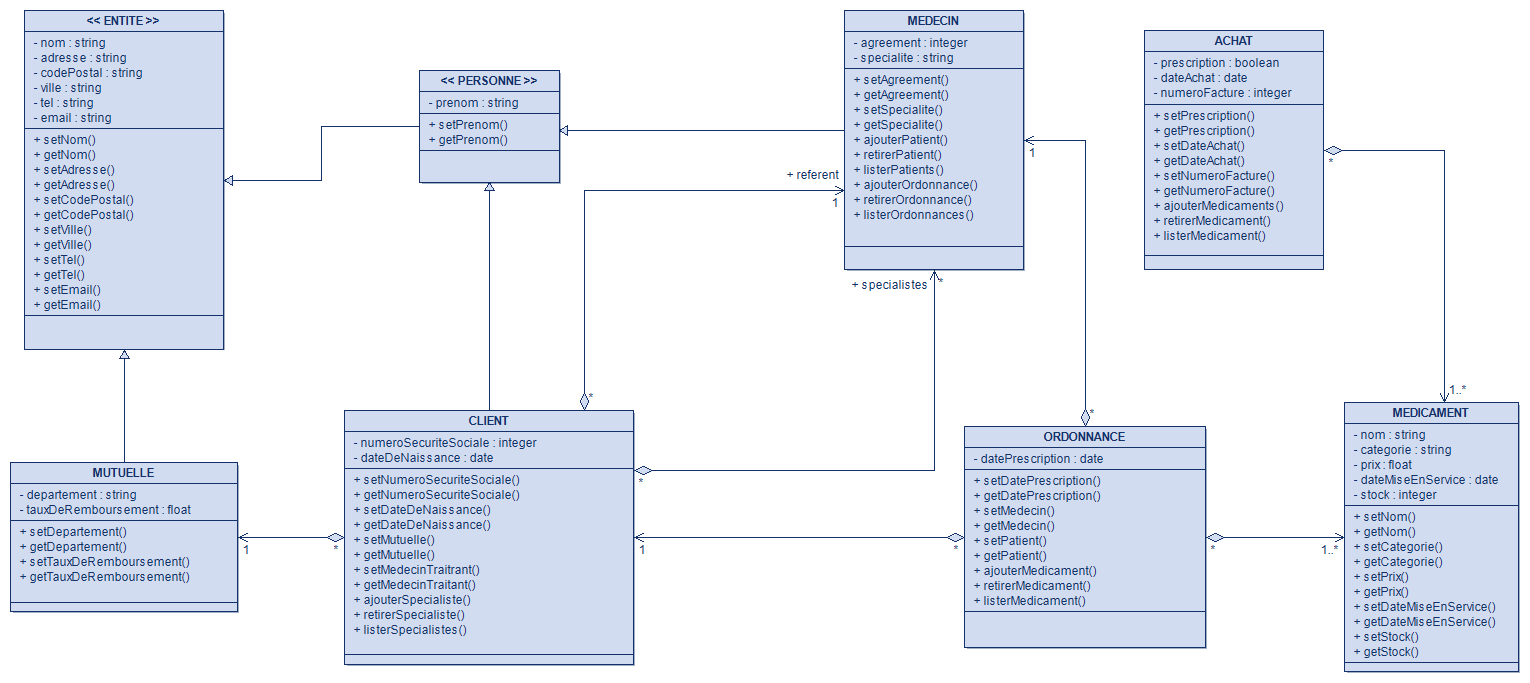 << ENTITE >>
- nom : string
- adresse : string
- codePostal : string
- ville : string
- tel : string
- email : string
+ setNom()
+ getNom()
+ setAdresse()
+ getAdresse()
+ setCodePostal()
+ getCodePostal()
+ setVille()
+ getVille()
+ setTel()
+ getTel()
+ setEmail()
+ getEmail()
<< PERSONNE >>
- prenom : string
+ setPrenom()
+ getPrenom()
MEDECIN
- agreement : integer
- specialite : string
+ setAgreement()
+ getAgreement()
+ setSpecialite()
+ getSpecialite()
+ ajouterPatient()
+ retirerPatient()
+ listerPatients()
+ ajouterOrdonnance()
+ retirerOrdonnance()
+ listerOrdonnances()
ACHAT
- prescription : boolean
- dateAchat : date
- numeroFacture : integer
+ setPrescription()
+ getPrescription()
+ setDateAchat()
+ getDateAchat()
+ setNumeroFacture()
+ getNumeroFacture()
+ ajouterMedicaments()
+ retirerMedicament()
+ listerMedicament()
+ referent
1
1
*
+ specialistes
*
*
*
1..*
MUTUELLE
- departement : string
- tauxDeRemboursement : float
+ setDepartement()
+ getDepartement()
+ setTauxDeRemboursement()
+ getTauxDeRemboursement()
1
*
CLIENT
- numeroSecuriteSociale : integer
- dateDeNaissance : date
+ setNumeroSecuriteSociale()
+ getNumeroSecuriteSociale()
+ setDateDeNaissance()
+ getDateDeNaissance()
+ setMutuelle()
+ getMutuelle()
+ setMedecinTraitrant()
+ getMedecinTraitant()
+ ajouterSpecialiste()
+ retirerSpecialiste()
+ listerSpecialistes()
*
1
*
ORDONNANCE
- datePrescription : date
+ setDatePrescription()
+ getDatePrescription()
+ setMedecin()
+ getMedecin()
+ setPatient()
+ getPatient()
+ ajouterMedicament()
+ retirerMedicament()
+ listerMedicament()
*
1..*
MEDICAMENT
- nom : string
- categorie : string
- prix : float
- dateMiseEnService : date
- stock : integer
+ setNom()
+ getNom()
+ setCategorie()
+ getCategorie()
+ setPrix()
+ getPrix()
+ setDateMiseEnService()
+ getDateMiseEnService()
+ setStock()
+ getStock()